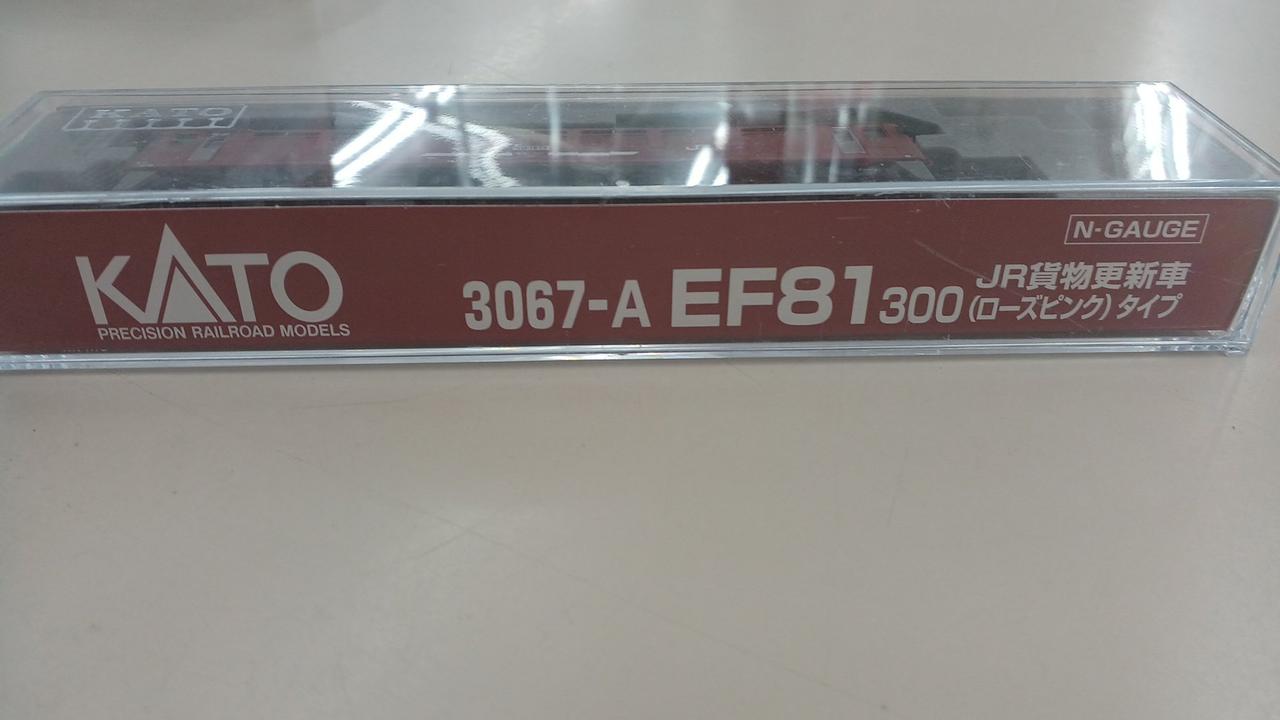 KATO
KATO
PRECISION RAILROAD MODELS
N-GAUGE
3067-A EF81 300 JR貨物更新車
(ローズピンク) タイプ